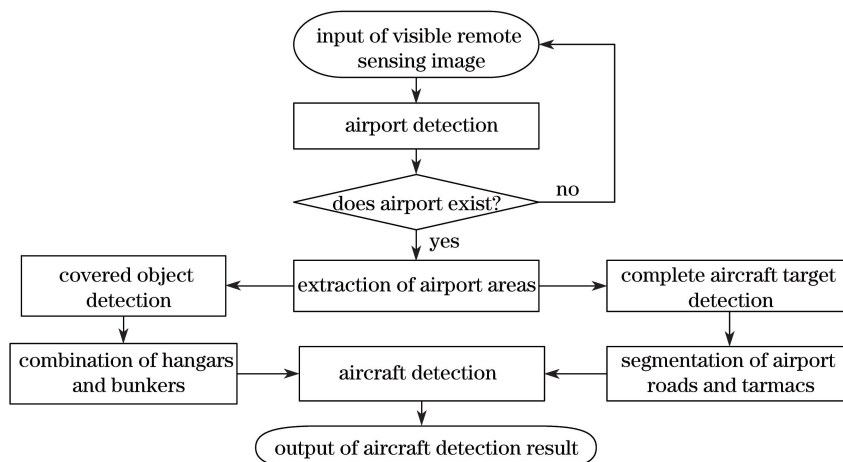 input of visible remote
sensing image
airport detection
does airport exist?
no
yes
covered object
detection
extraction of airport areas
complete aircraft target
detection
combination of hangars
and bunkers
aircraft detection
segmentation of airport
roads and tarmacs
output of aircraft detection result